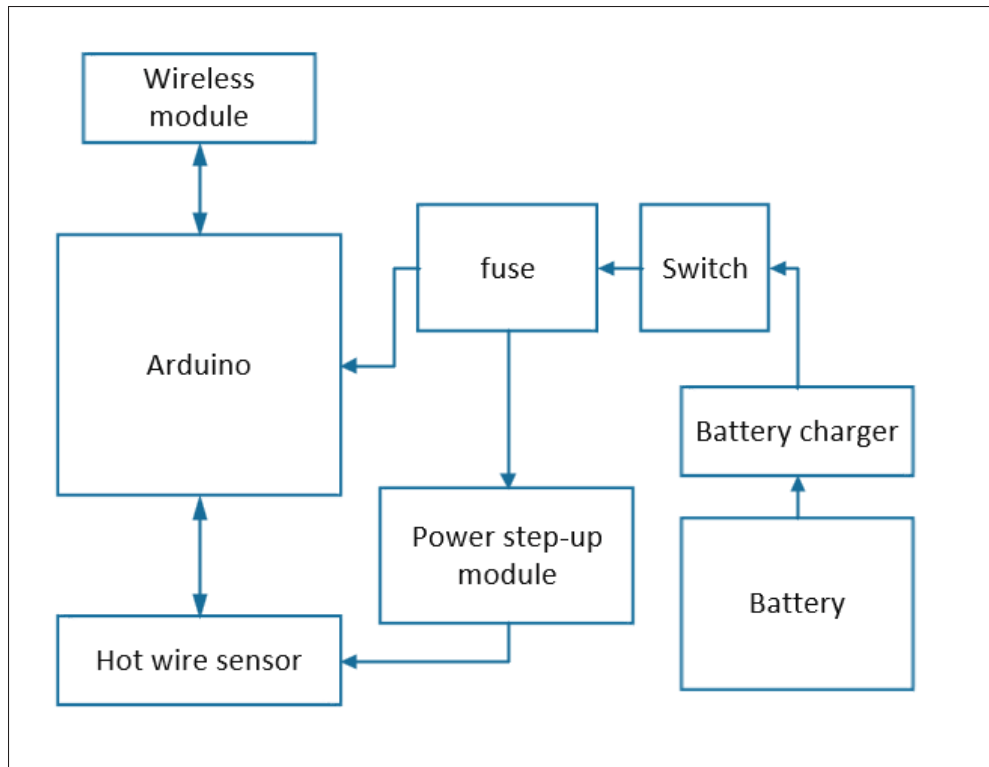 Wireless
module
fuse
Switch
Arduino
Battery charger
Power step-up
module
Battery
Hot wire sensor